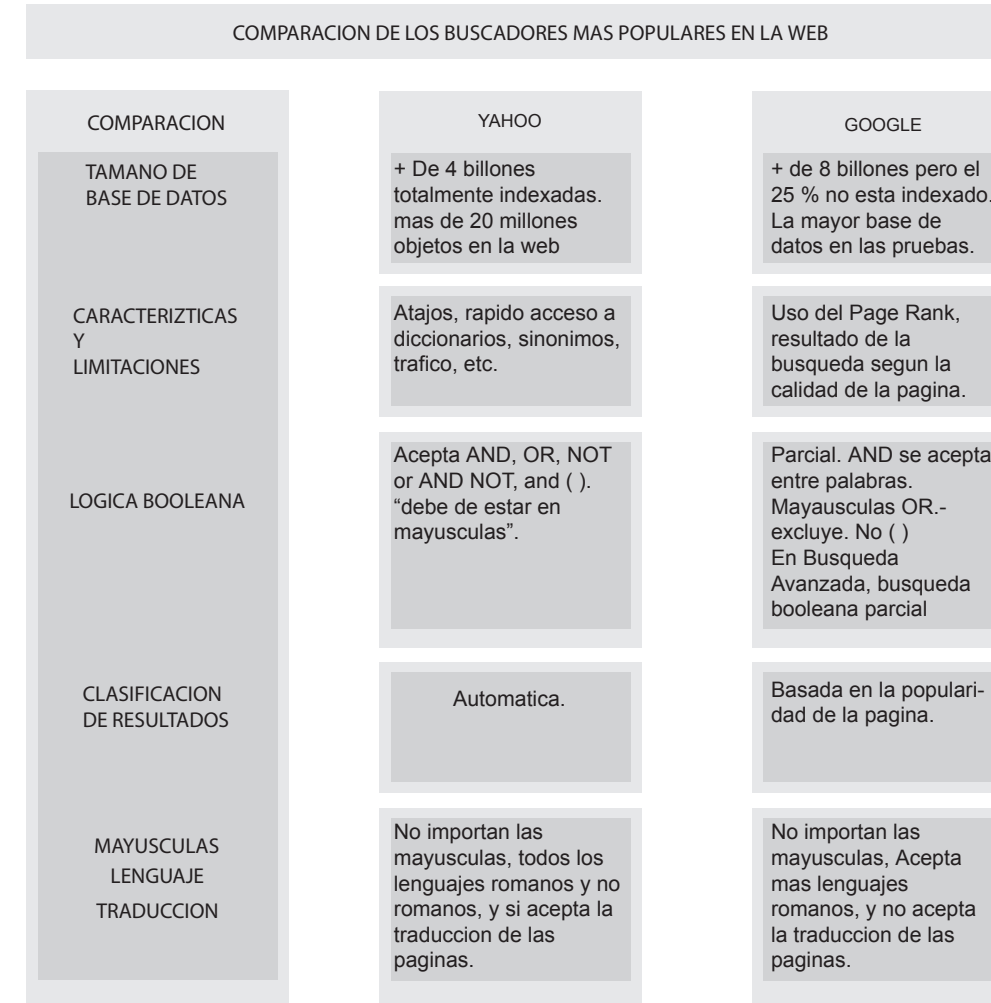 COMPARACION DE LOS BUSCADORES MAS POPULARES EN LA WEB
COMPARACION
YAHOO
GOOGLE
TAMANO DE
BASE DE DATOS
+ De 4 billones
totalmente indexadas.
mas de 20 millones
objetos en la web
+ de 8 billones pero el
25 % no esta indexado.
La mayor base de
datos en las pruebas.
CARACTERIZTICAS
Y
LIMITACIONES
Atajos, rapido acceso a
diccionarios, sinonimos,
trafico, etc.
Uso del Page Rank,
resultado de la
busqueda segun la
calidad de la pagina.
LOGICA BOOLEANA
Acepta AND, OR, NOT
or AND NOT, and ( ).
“debe de estar en
mayusculas”.
Parcial. AND se acepta
entre palabras.
Mayausculas OR.-
excluye. No ( )
En Busqueda
Avanzada, busqueda
booleana parcial
CLASIFICACION
DE RESULTADOS
Automatica.
Basada en la populari-
dad de la pagina.
MAYUSCULAS
LENGUAJE
TRADUCCION
No importan las
mayusculas, todos los
lenguajes romanos y no
romanos, y si acepta la
traduccion de las
paginas.
No importan las
mayusculas, Acepta
mas lenguajes
romanos, y no acepta
la traduccion de las
paginas.